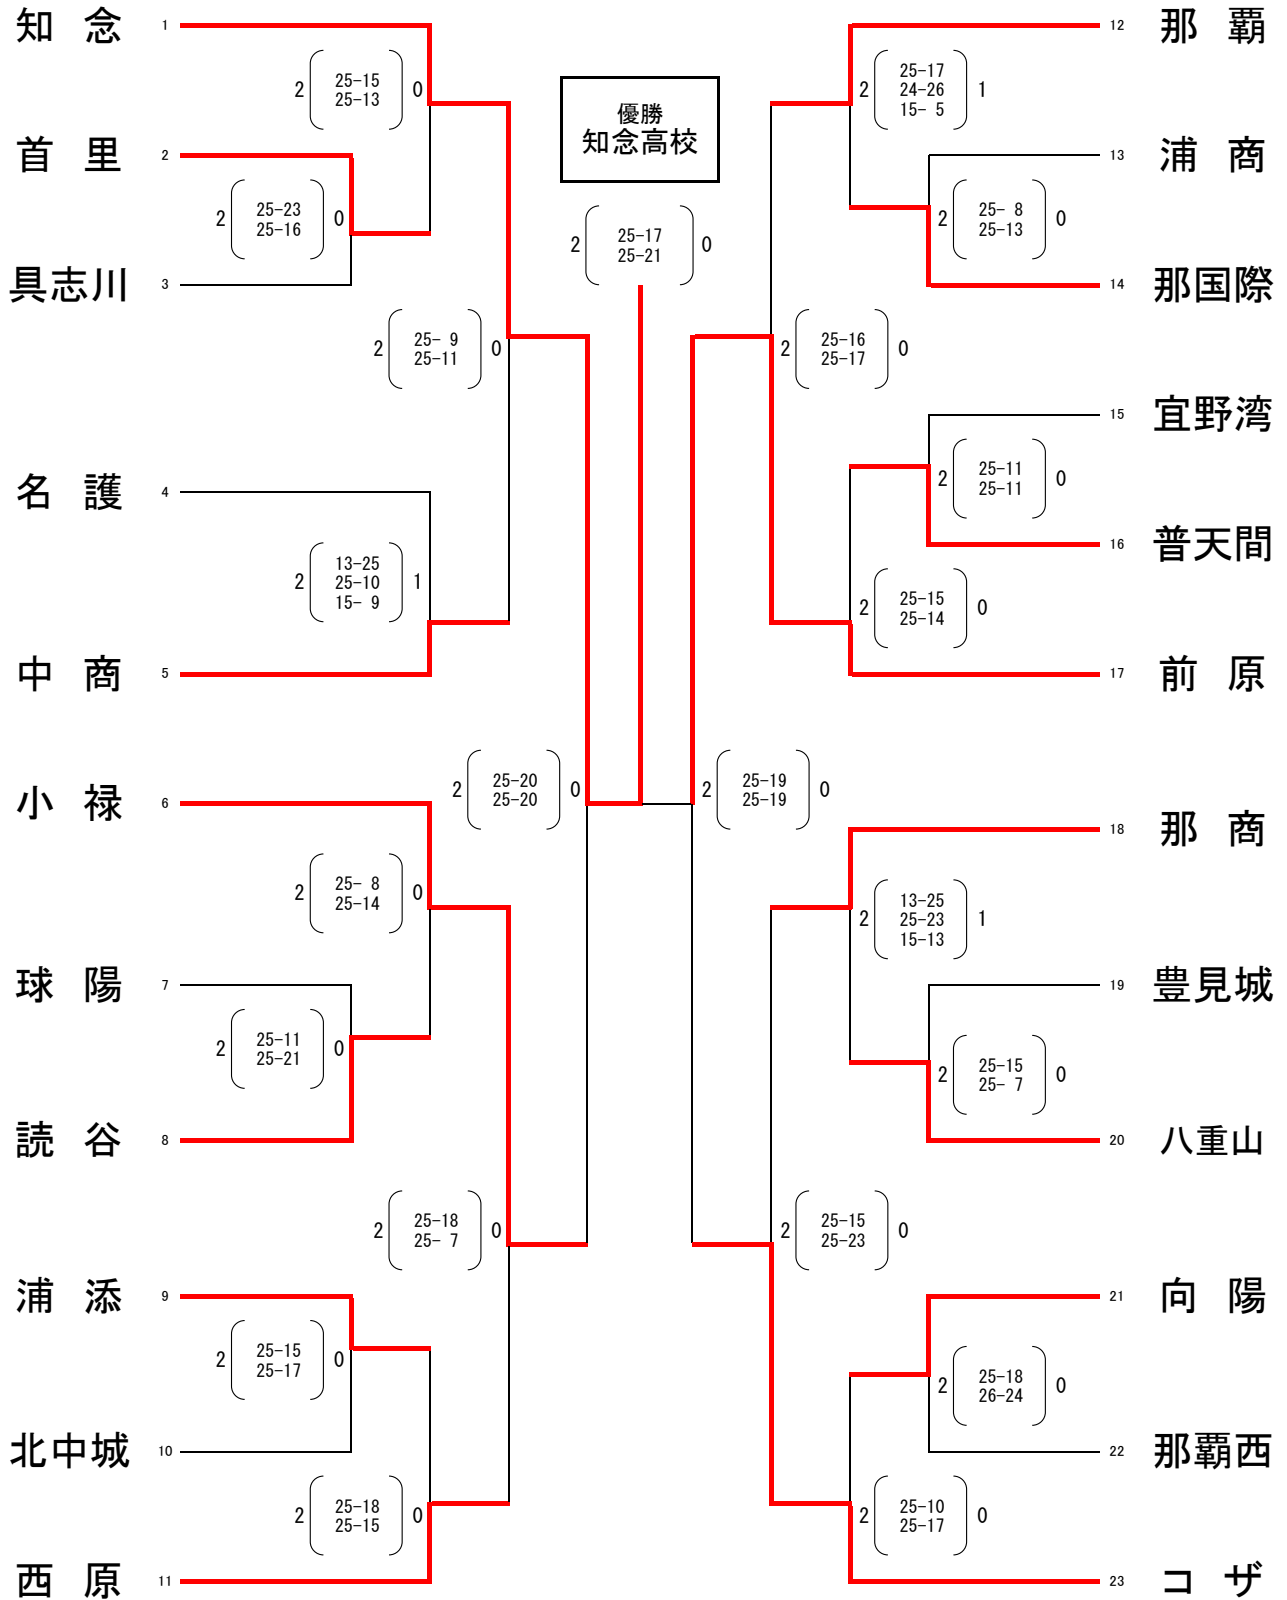 知 念 1
2 25-15 0
25-13
首 里 2
2 25-23 0
25-16
具志川 3
2 25- 9 0
25-11
名 護 4
2 13-25 1
25-10
15- 9
中 商 5
2 25-20 0
25-20
小 禄 6
2 25- 8 0
25-14
球 陽 7
2 25-11 0
25-21
読 谷 8
2 25-18 0
25- 7
浦 添 9
2 25-15 0
25-17
北中城 10
2 25-18 0
25-15
西 原 11
優勝
知念高校
2 25-17 0
25-21
12 那 覇
2 25-17 1
24-26
15- 5
13 浦 商
2 25- 8 0
25-13
14 那国際
2 25-16 0
25-17
15 宜野湾
2 25-11 0
25-11
16 普天間
2 25-15 0
25-14
17 前 原
2 25-19 0
25-19
18 那 商
2 13-25 1
25-23
15-13
19 豊見城
2 25-15 0
25- 7
20 八重山
2 25-15 0
25-23
21 向 陽
2 25-18 0
26-24
22 那覇西
2 25-10 0
25-17
23 コ ザ